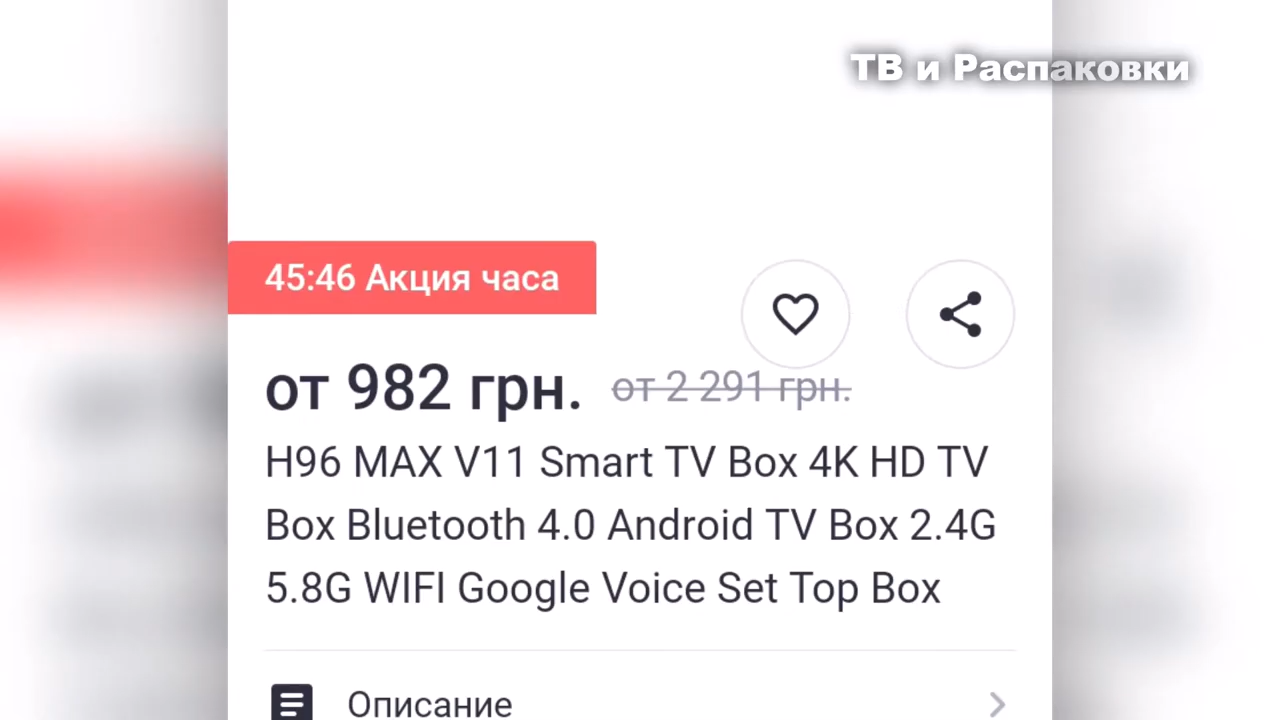 ТВ и Распаковки
45:46 Акция часа
от 982 грн. от 2 291 грн.
H96 MAX V11 Smart TV Box 4K HD TV
Box Bluetooth 4.0 Android TV Box 2.4G
5.8G WIFI Google Voice Set Top Box
Описание